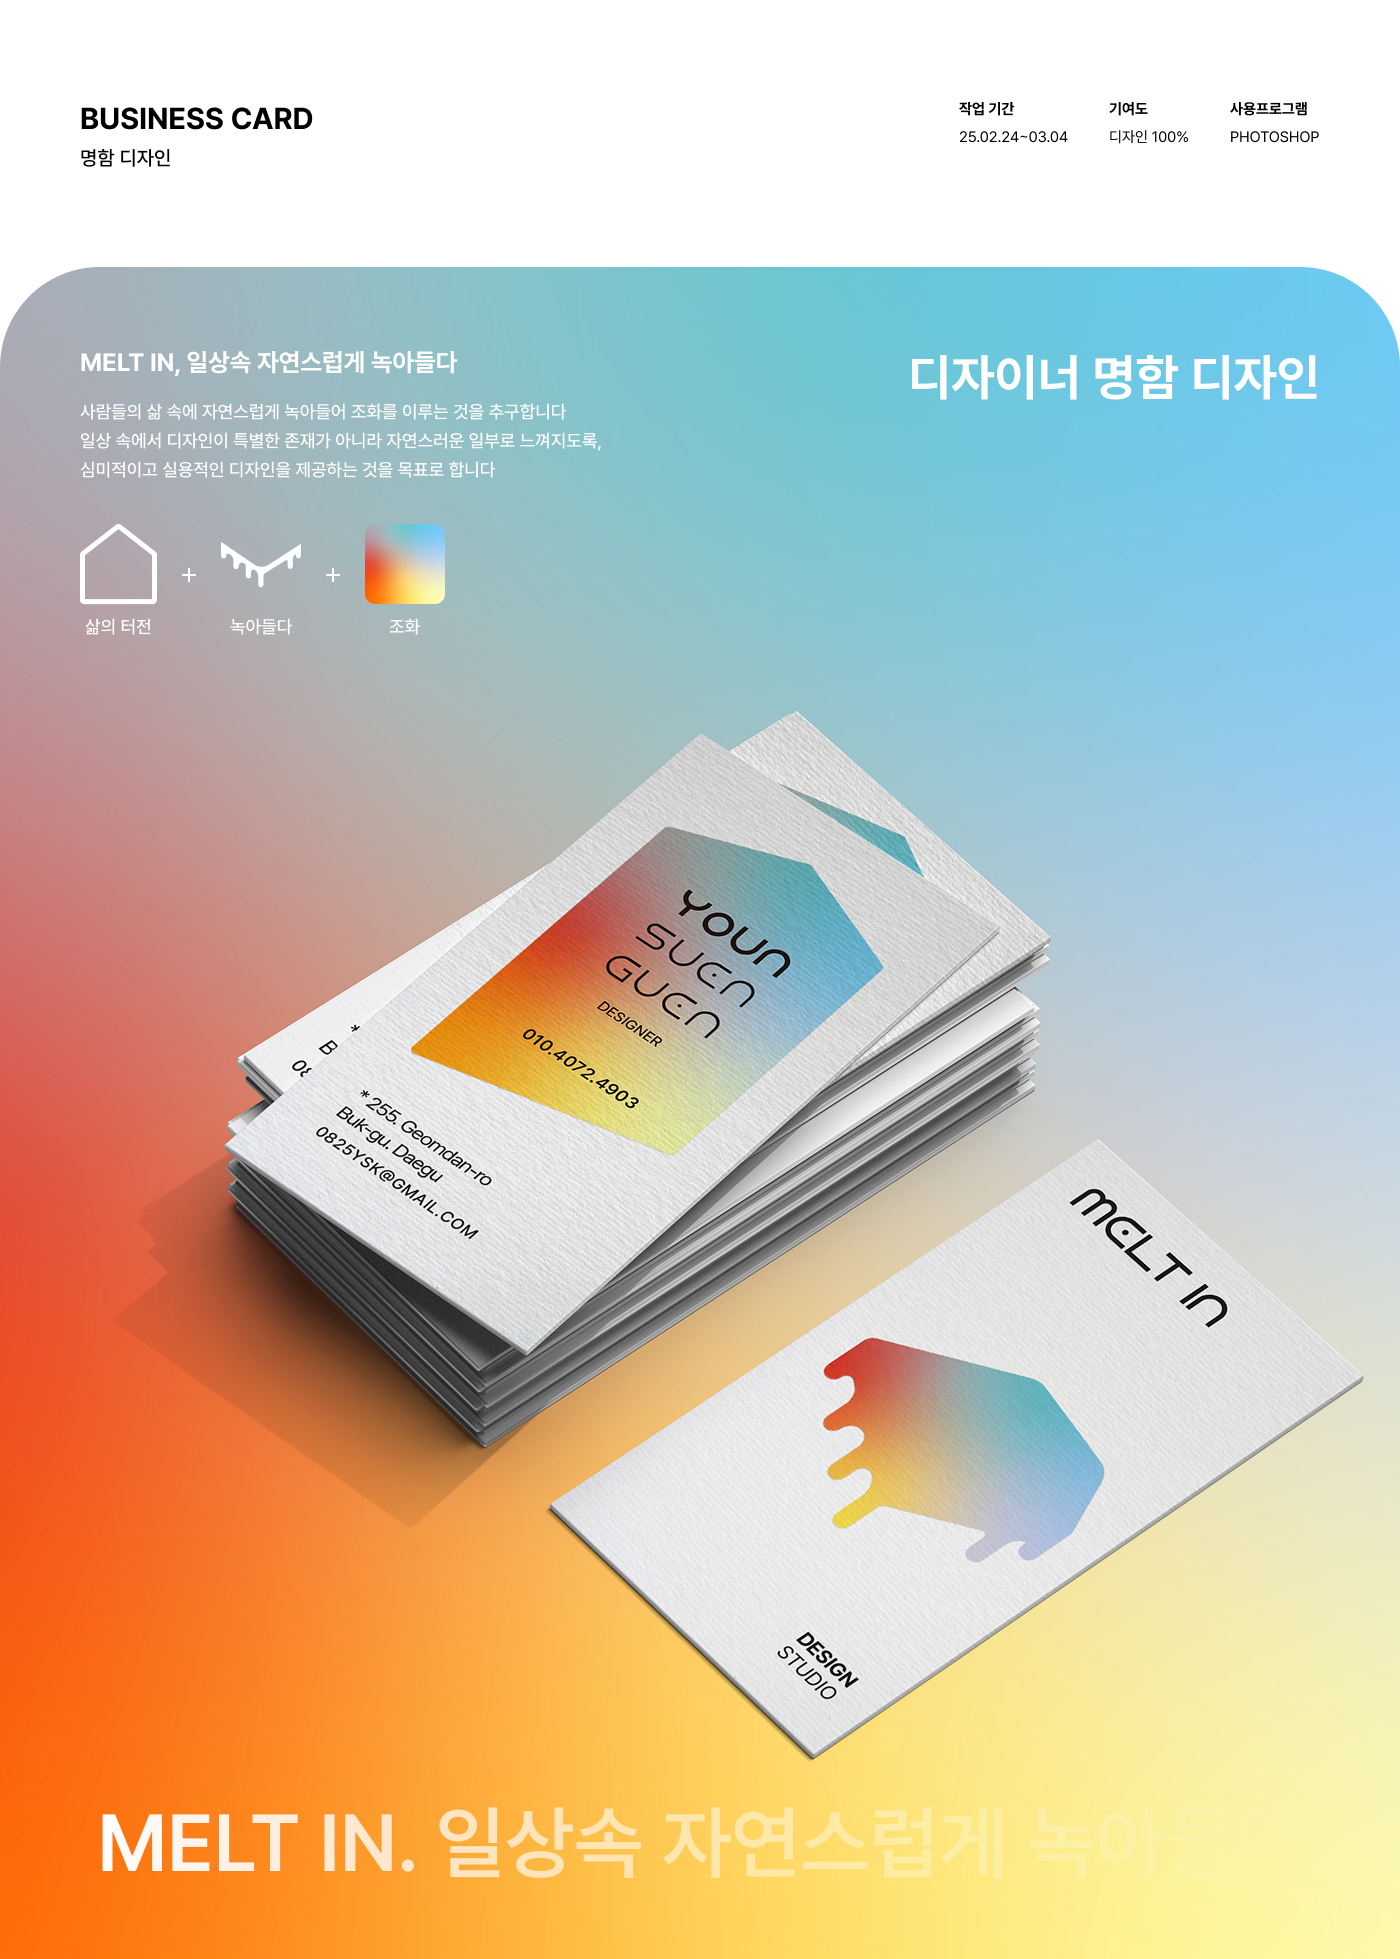 BUSINESS CARD
명함 디자인
작업 기간
25.02.24~03.04
기여도
디자인 100%
사용프로그램
PHOTOSHOP
MELT IN, 일상속 자연스럽게 녹아들다
사람들의 삶 속에 자연스럽게 녹아들어 조화를 이루는 것을 추구합니다
일상 속에서 디자인이 특별한 존재가 아니라 자연스러운 일부로 느껴지도록,
심미적이고 실용적인 디자인을 제공하는 것을 목표로 합니다
디자이너 명함 디자인
+
+
삶의 터전
녹아들다
조화
YOUN
SUEN
GUEN
DESIGNER
010.4072.4903
* 255. Geomdan-ro
Buk-gu. Daegu
0825YSK@GMAIL.COM
*
B
MELT IN
DESIGN
STUDIO
MELT IN. 일상속 자연스럽게 녹아들